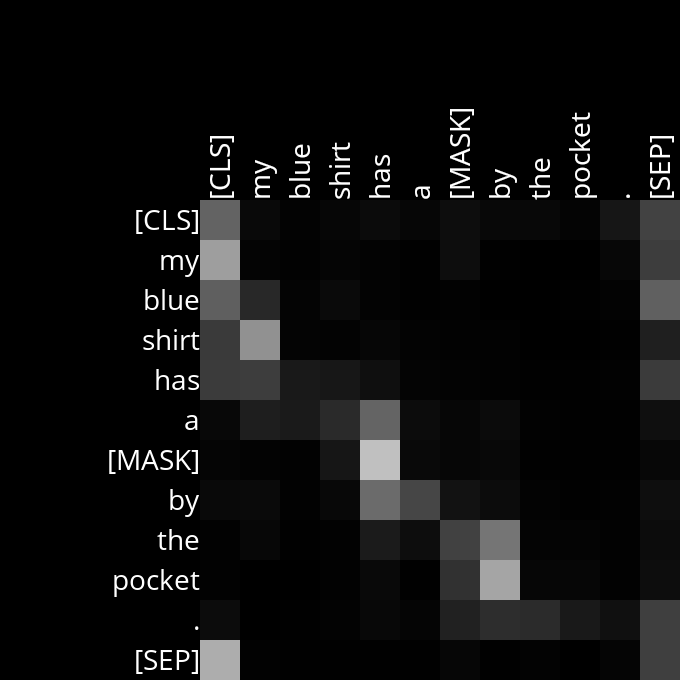 [CLS] my blue shirt has a [MASK] by the pocket . [SEP]
[CLS]
my
blue
shirt
has
a
[MASK]
by
the
pocket
.
[SEP]